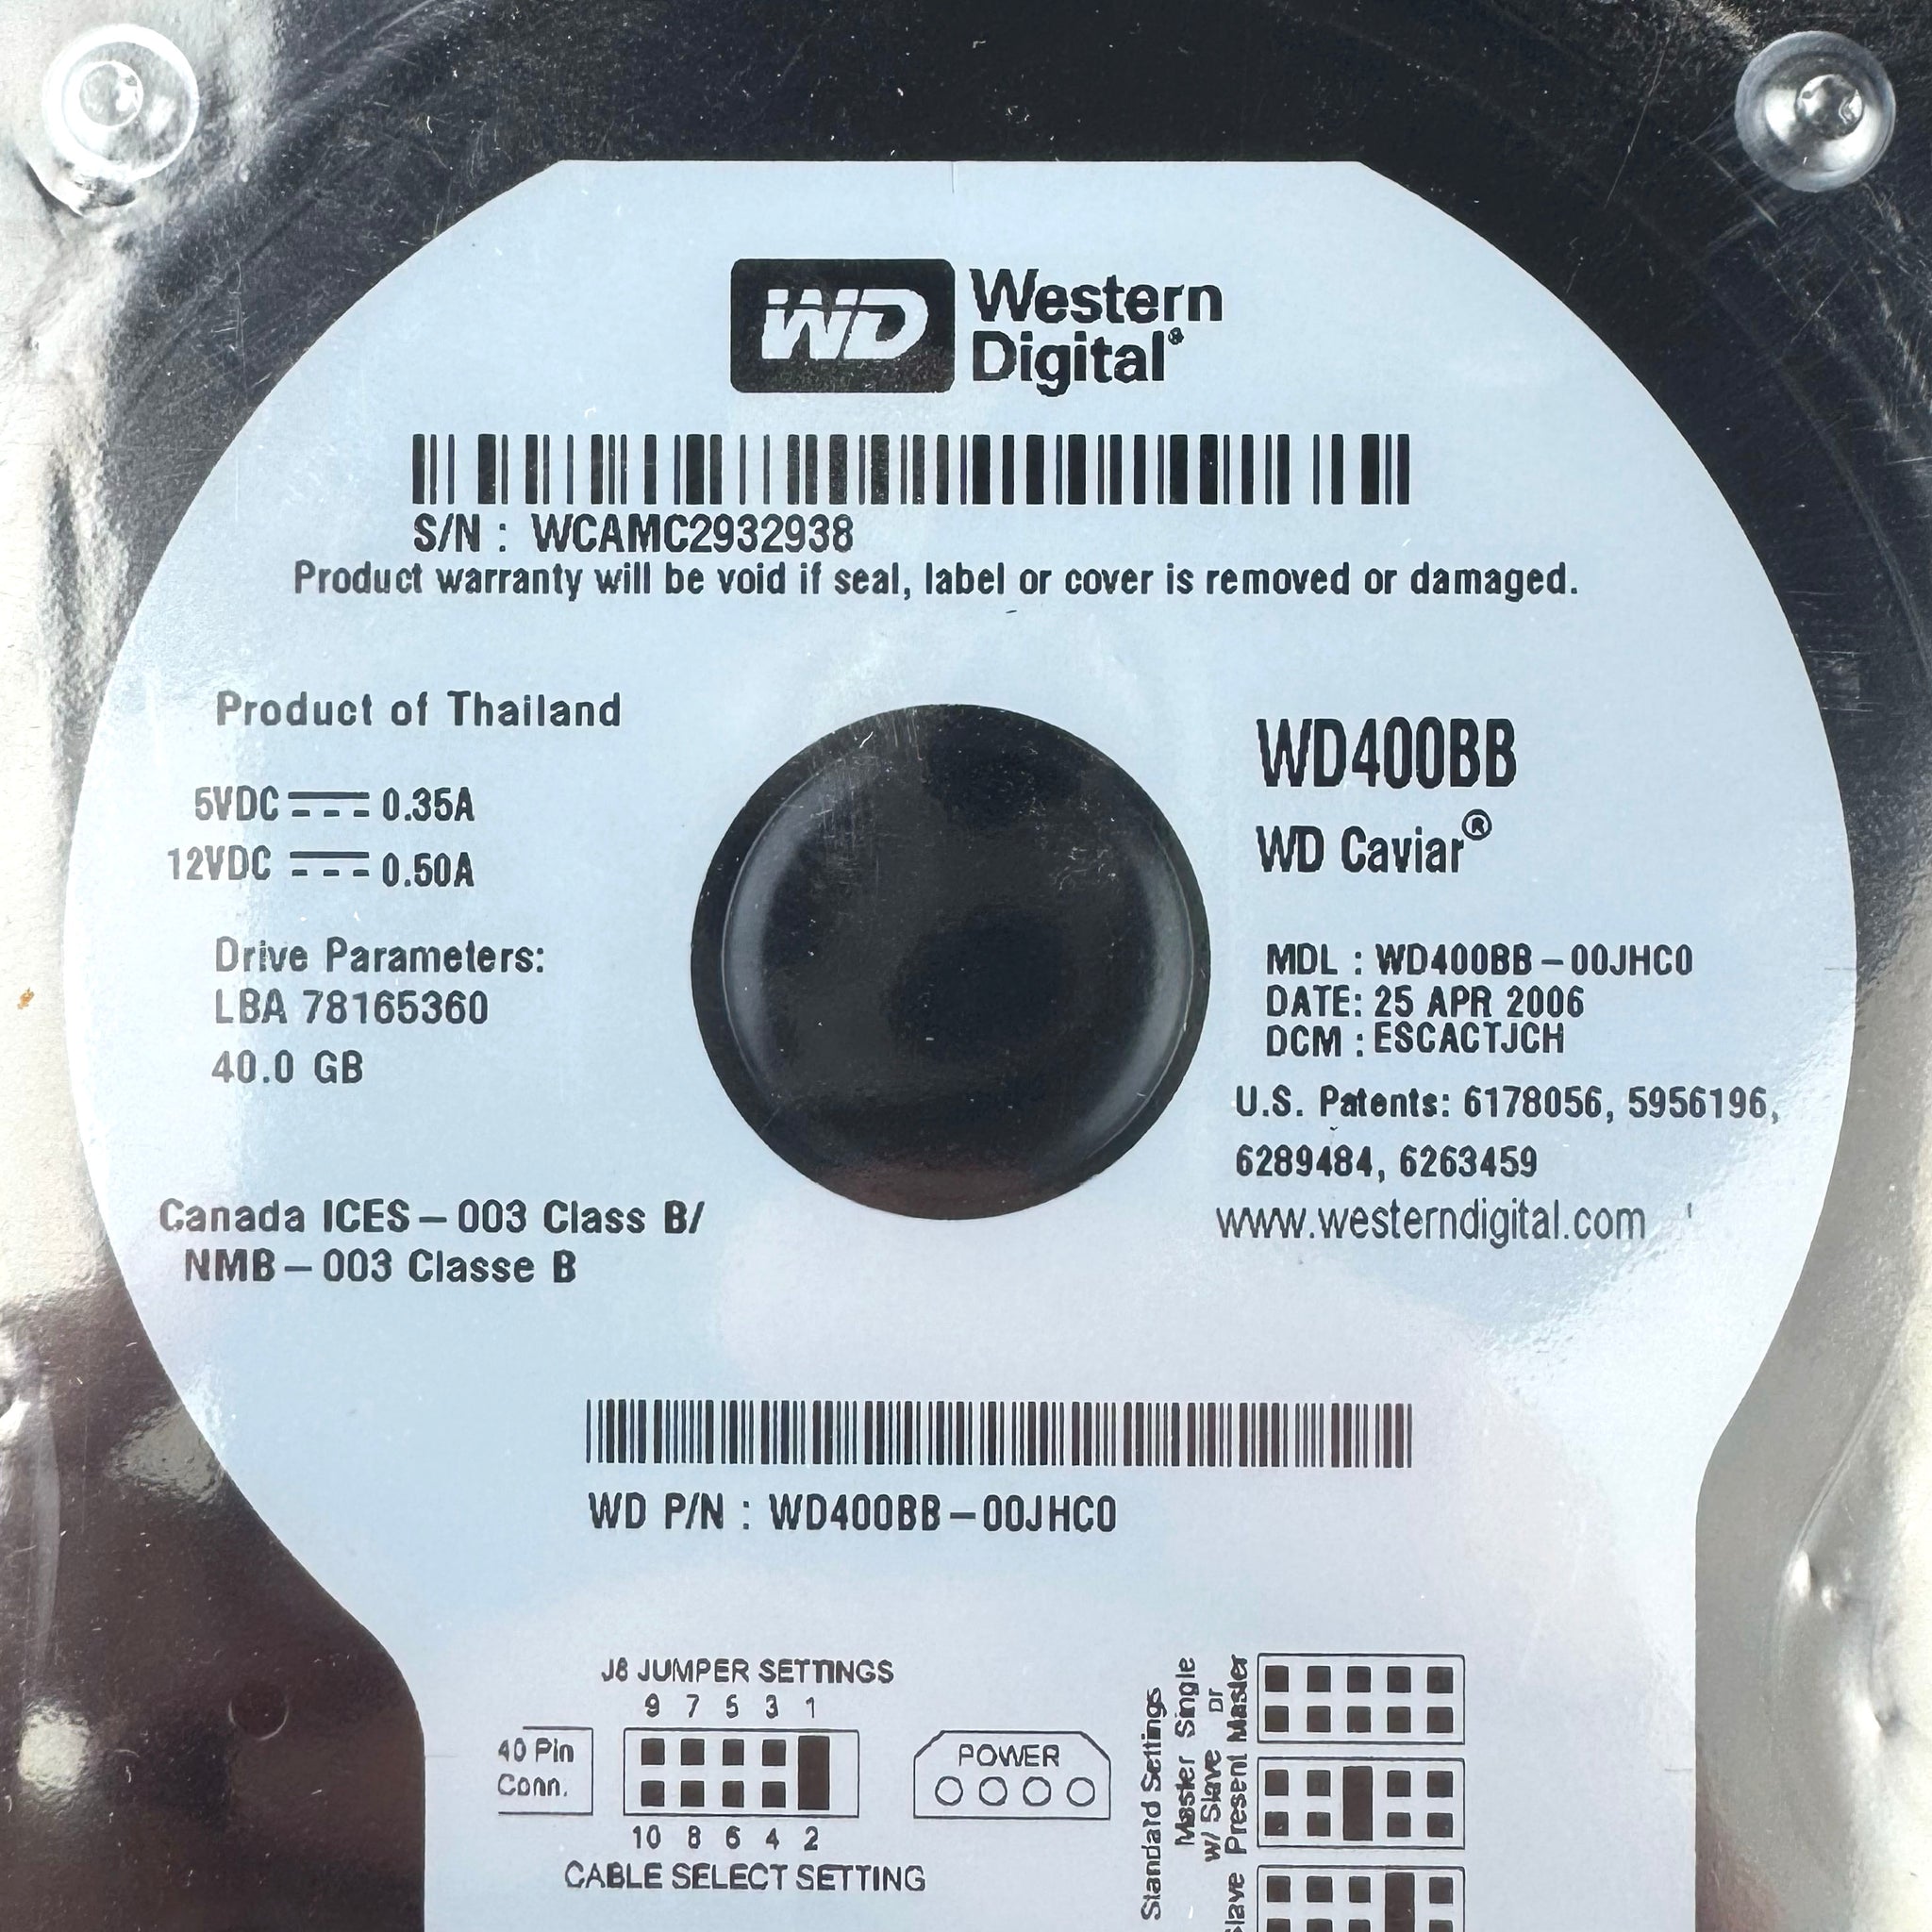 WD Western
Digital®
S/N : WCAMC2932938
Product warranty will be void if seal, label or cover is removed or damaged.
Product of Thailand
5VDC 0.35A
12VDC 0.50A
Drive Parameters:
LBA 78165360
40.0 GB
Canada ICES – 003 Class B/
NMB – 003 Classe B
WD400BB
WD Caviar®
MDL : WD400BB – 00JHC0
DATE: 25 APR 2006
DCM : ESCACTJCH
U.S. Patents: 6178056, 5956196,
6289484, 6263459
www.westerndigital.com
WD P/N : WD400BB – 00JHC0
J8 JUMPER SETTINGS
9 7 5 3 1
40 Pin
Conn.
10 8 6 4 2
CABLE SELECT SETTING
POWER
Standard Settings
Master Single
or
w/ Slave
Present Master